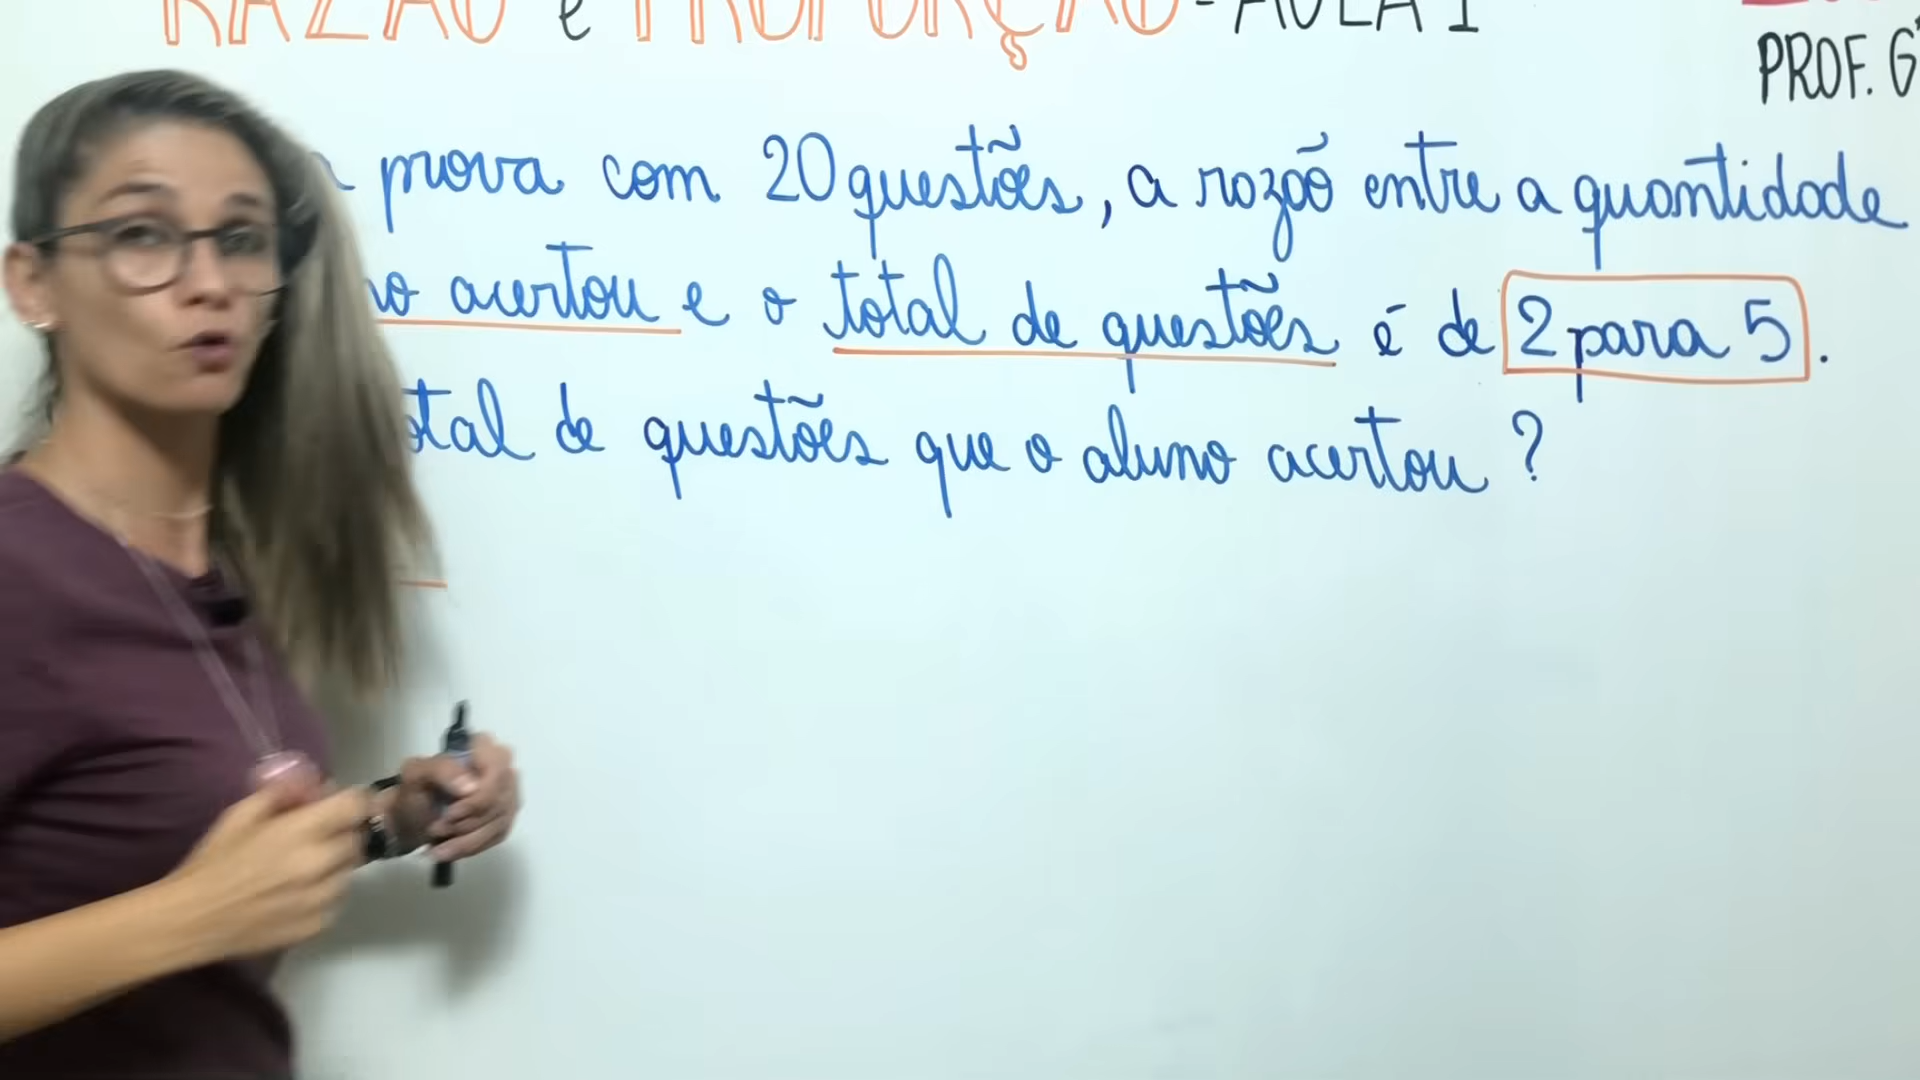 RAZÃO e PROPORÇÃO - AULA 1
PROF. G
prova com 20 questões, a razão entre a quantidade
acertou e o total de questões é de 2 para 5.
otal de questões que o aluno acertou ?